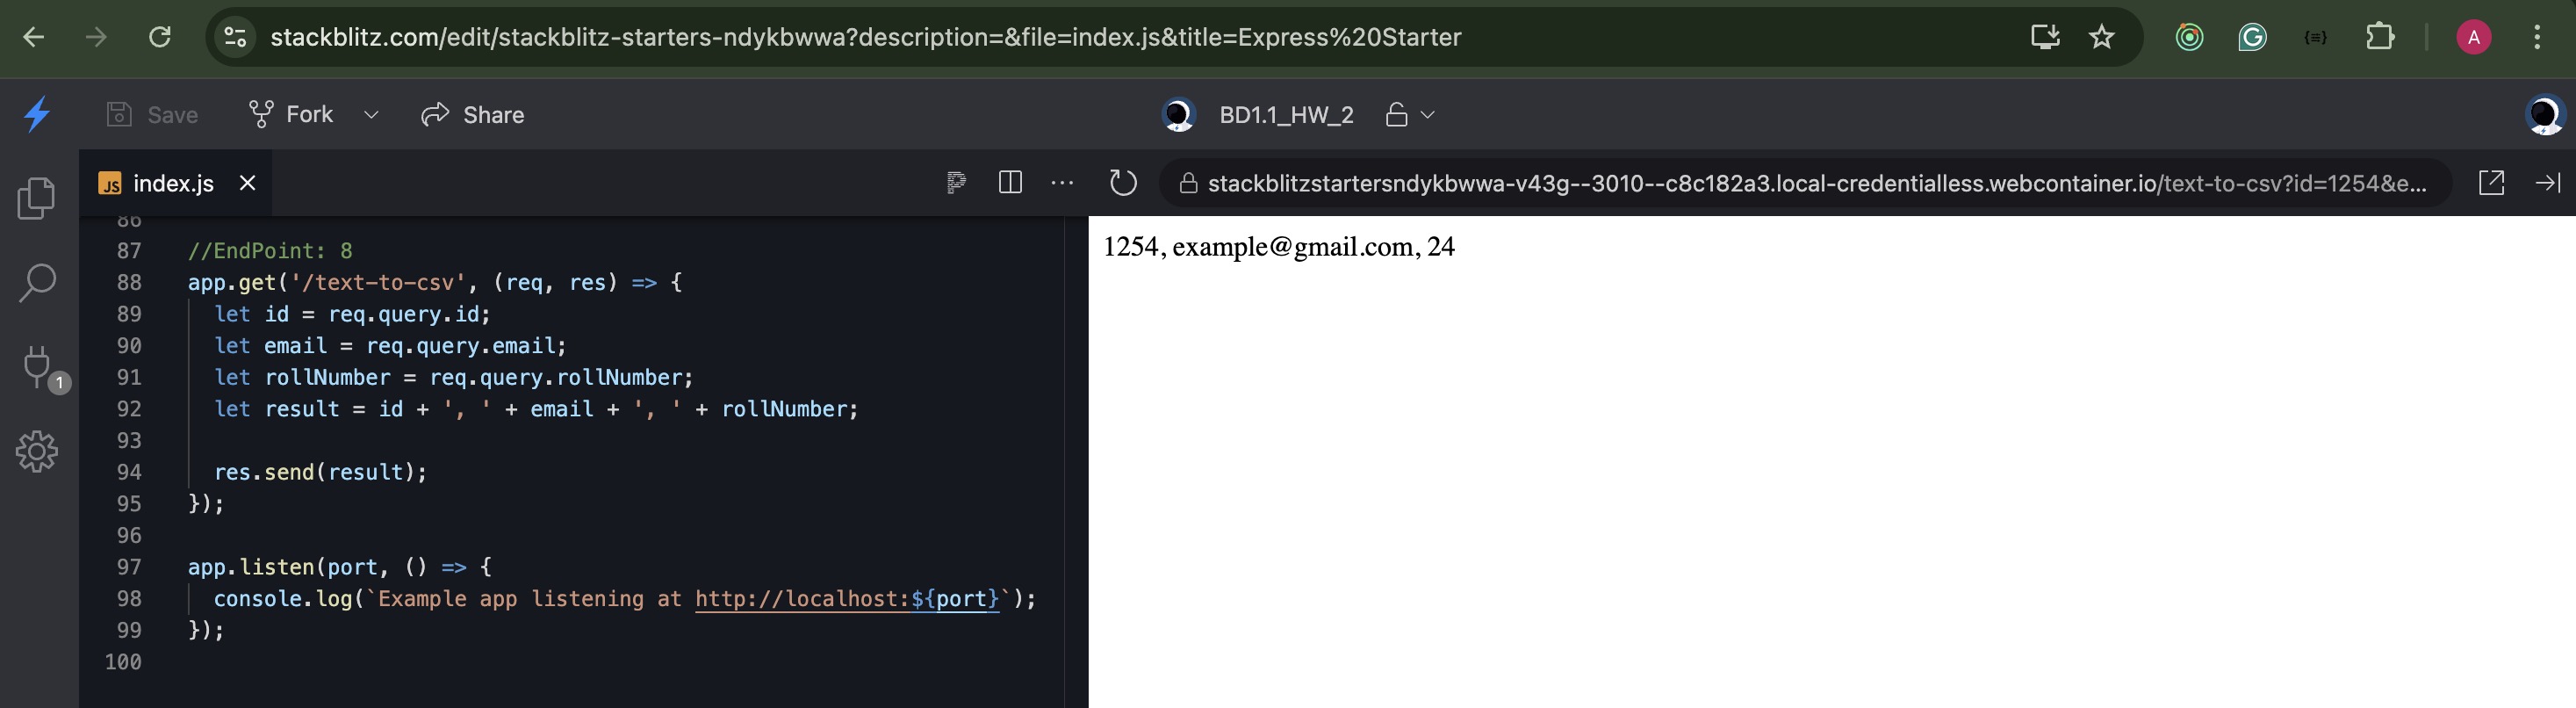 stackblitz.com/edit/stackblitz-starters-ndykbwwa?description=&file=index.js&title=Express%20Starter
A
Save
Fork
Share
BD1.1_HW_2
JS index.js
stackblitzstartersndykbwwa-v43g--3010--c8c182a3.local-credentialless.webcontainer.io/text-to-csv?id=1254&e...
1
86
87 //EndPoint: 8
88 app.get('/text-to-csv', (req, res) => {
89 let id = req.query.id;
90 let email = req.query.email;
91 let rollNumber = req.query.rollNumber;
92 let result = id + ', ' + email + ', ' + rollNumber;
93
94 res.send(result);
95 });
96
97 app.listen(port, () => {
98 console.log(`Example app listening at http://localhost:${port}`);
99 });
100
1254, example@gmail.com, 24